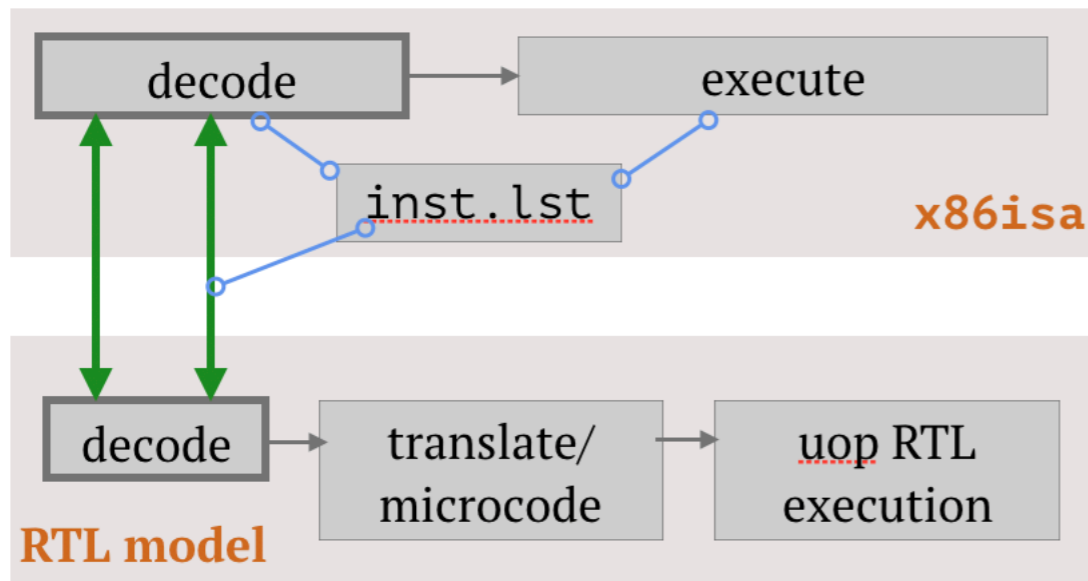 decode
execute
inst.lst
x86isa
decode
translate/
microcode
uop RTL
execution
RTL model